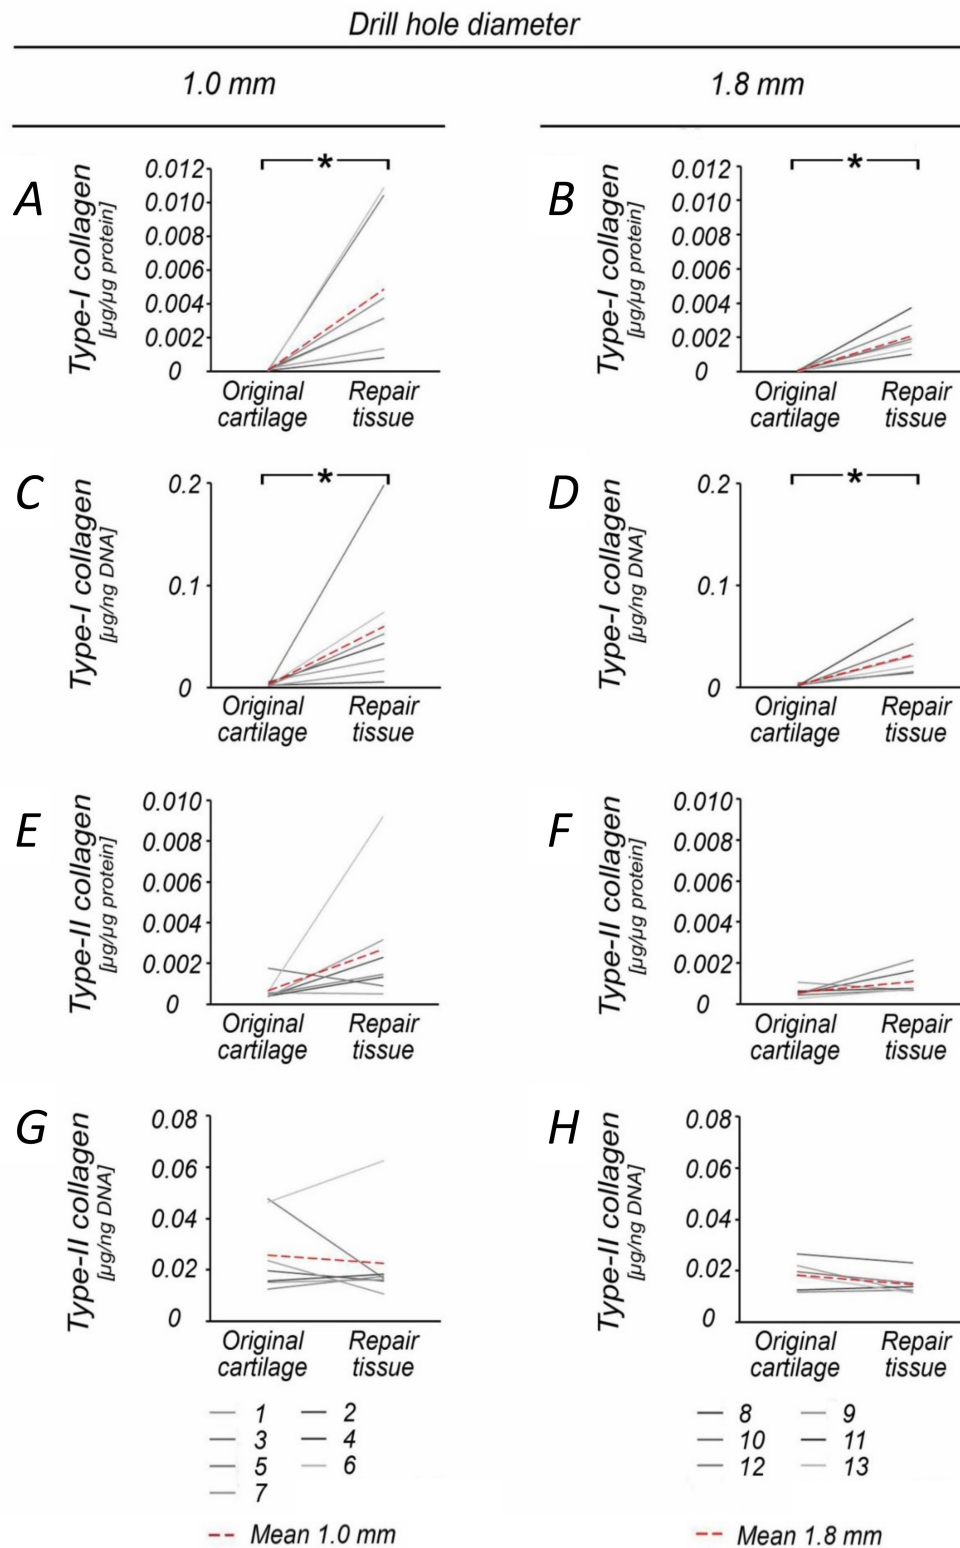 Drill hole diameter
1.0 mm
1.8 mm
A
Type-I collagen
[µg/µg protein]
0.012
0.010
0.008
0.006
0.004
0.002
0
*
Original cartilage
Repair tissue
B
Type-I collagen
[µg/µg protein]
0.012
0.010
0.008
0.006
0.004
0.002
0
*
Original cartilage
Repair tissue
C
Type-I collagen
[µg/ng DNA]
0.2
0.1
0
*
Original cartilage
Repair tissue
D
Type-I collagen
[µg/ng DNA]
0.2
0.1
0
*
Original cartilage
Repair tissue
E
Type-II collagen
[µg/µg protein]
0.010
0.008
0.006
0.004
0.002
0
Original cartilage
Repair tissue
F
Type-II collagen
[µg/µg protein]
0.010
0.008
0.006
0.004
0.002
0
Original cartilage
Repair tissue
G
Type-II collagen
[µg/ng DNA]
0.08
0.06
0.04
0.02
0
Original cartilage
Repair tissue
H
Type-II collagen
[µg/ng DNA]
0.08
0.06
0.04
0.02
0
Original cartilage
Repair tissue
1 2
3 4
5 6
7
Mean 1.0 mm
8 9
10 11
12 13
Mean 1.8 mm